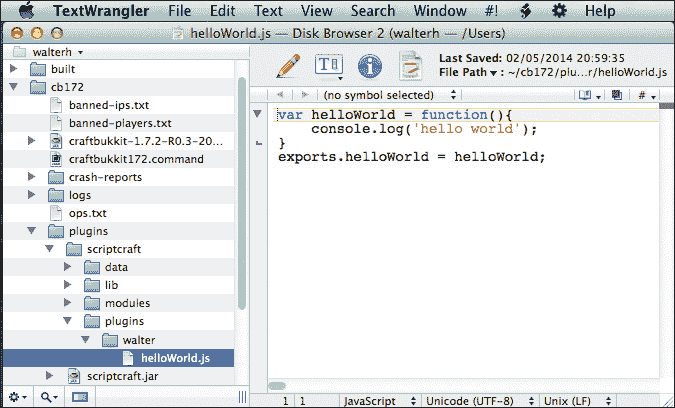 TextWrangler File Edit Text View Search Window #! Help
helloWorld.js — Disk Browser 2 (walterh — /Users)
walterh
built
cb172
banned-ips.txt
banned-players.txt
craftbukkit-1.7.2-R0.3-20...
craftbukkit172.command
crash-reports
logs
ops.txt
plugins
scriptcraft
data
lib
modules
plugins
walter
helloWorld.js
scriptcraft.jar
T
Last Saved: 02/05/2014 20:59:35
File Path ▾ : ~/cb172/plu...r/helloWorld.js
(no symbol selected) #
var helloWorld = function(){
console.log('hello world');
}
exports.helloWorld = helloWorld;
1 1 JavaScript Unicode (UTF-8) Unix (LF)